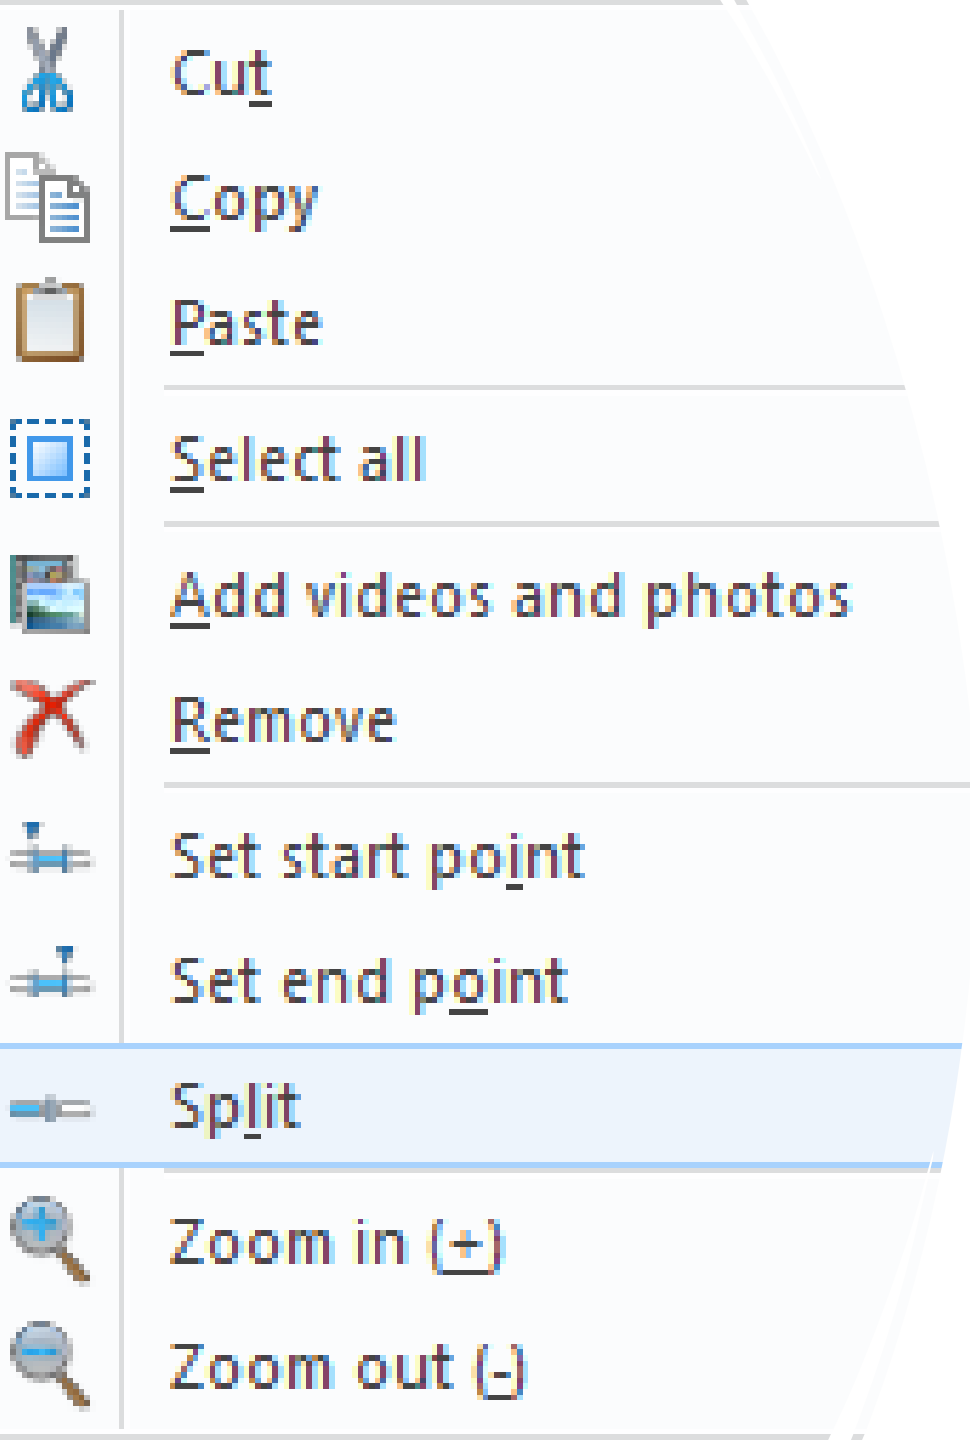 Cut
Copy
Paste
Select all
Add videos and photos
Remove
Set start point
Set end point
Split
Zoom in (+)
Zoom out (-)